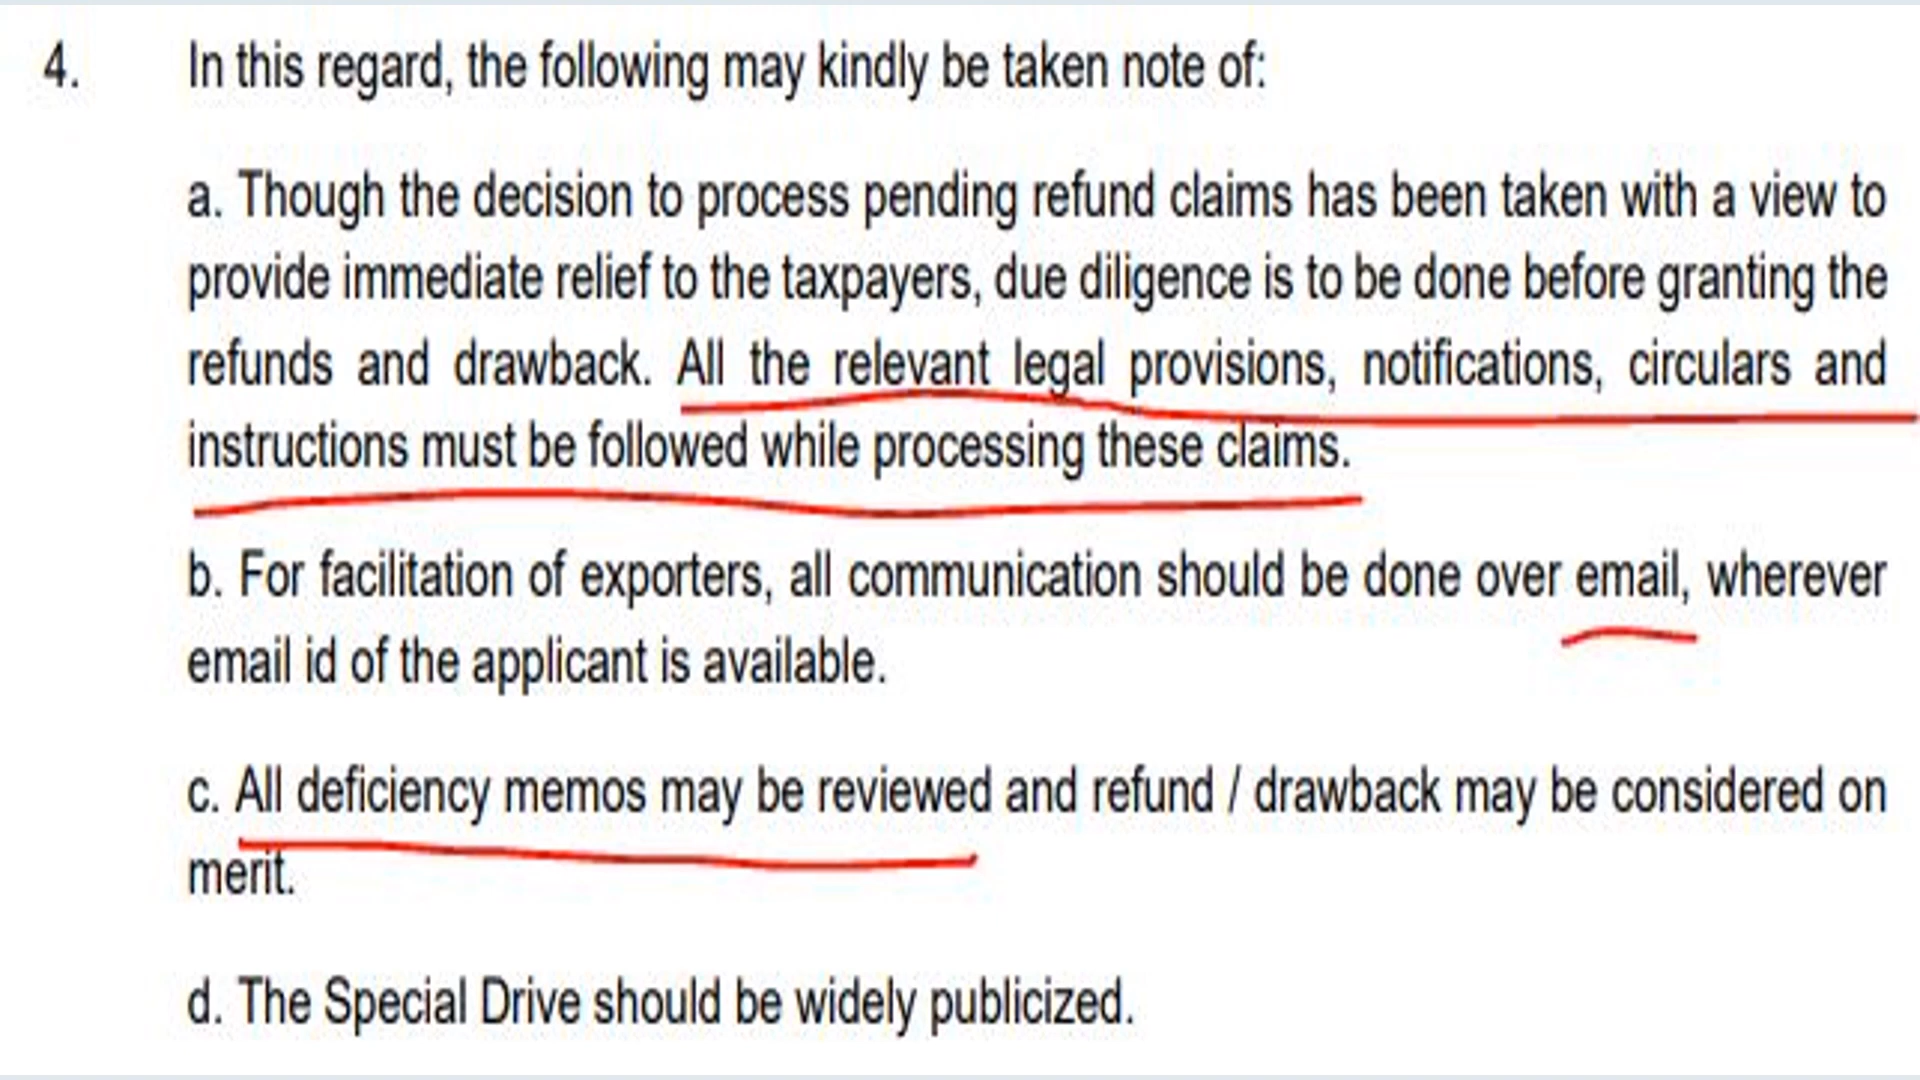 4. In this regard, the following may kindly be taken note of:
a. Though the decision to process pending refund claims has been taken with a view to
provide immediate relief to the taxpayers, due diligence is to be done before granting the
refunds and drawback. All the relevant legal provisions, notifications, circulars and
instructions must be followed while processing these claims.
b. For facilitation of exporters, all communication should be done over email, wherever
email id of the applicant is available.
c. All deficiency memos may be reviewed and refund / drawback may be considered on
merit.
d. The Special Drive should be widely publicized.